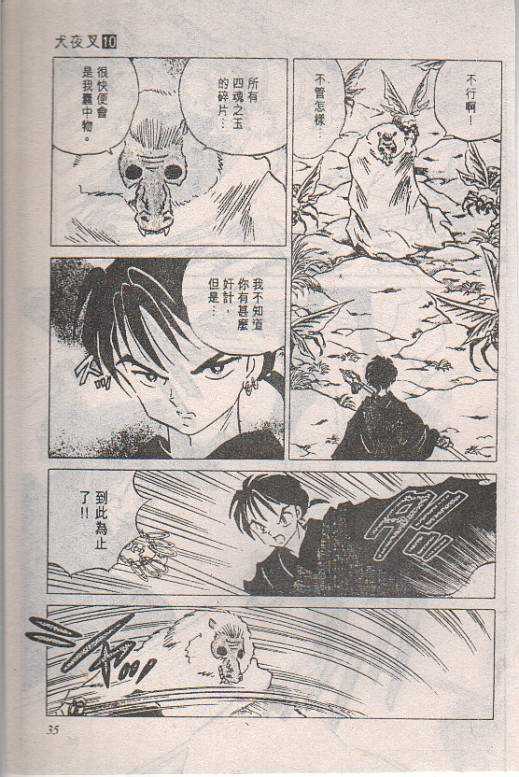 犬夜叉10
不行啊!
不管怎樣…
所有
四魂之玉
的碎片…
很快便會
是我囊中物。
我不知道
你有甚麼
奸計,
但是…
到此為止
了!!
35